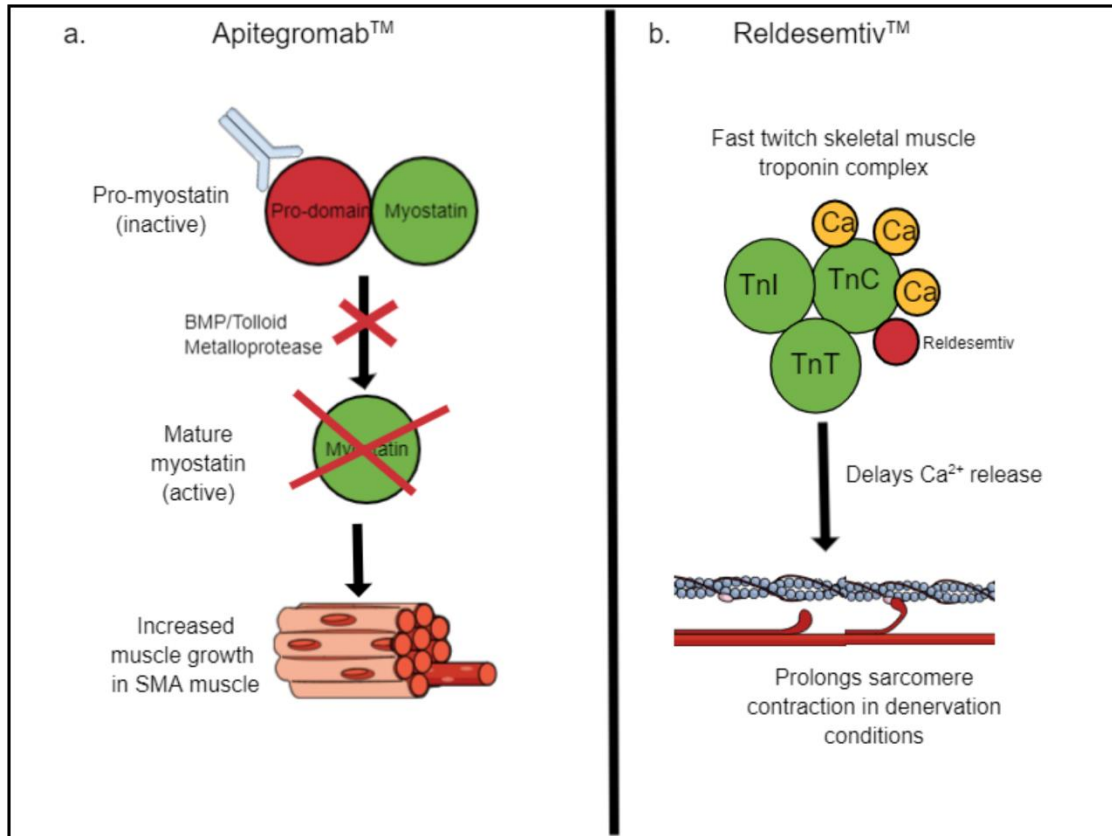 a.
Apitegromab™
Pro-myostatin
(inactive)
Pro-domain
Myostatin
BMP/Tolloid
Metalloprotease
Mature
myostatin
(active)
Myostatin
Increased
muscle growth
in SMA muscle
b.
Reldesemtiv™
Fast twitch skeletal muscle
troponin complex
Ca
Ca
TnI
TnC
Ca
Reldesemtiv
TnT
Delays Ca²⁺ release
Prolongs sarcomere
contraction in denervation
conditions